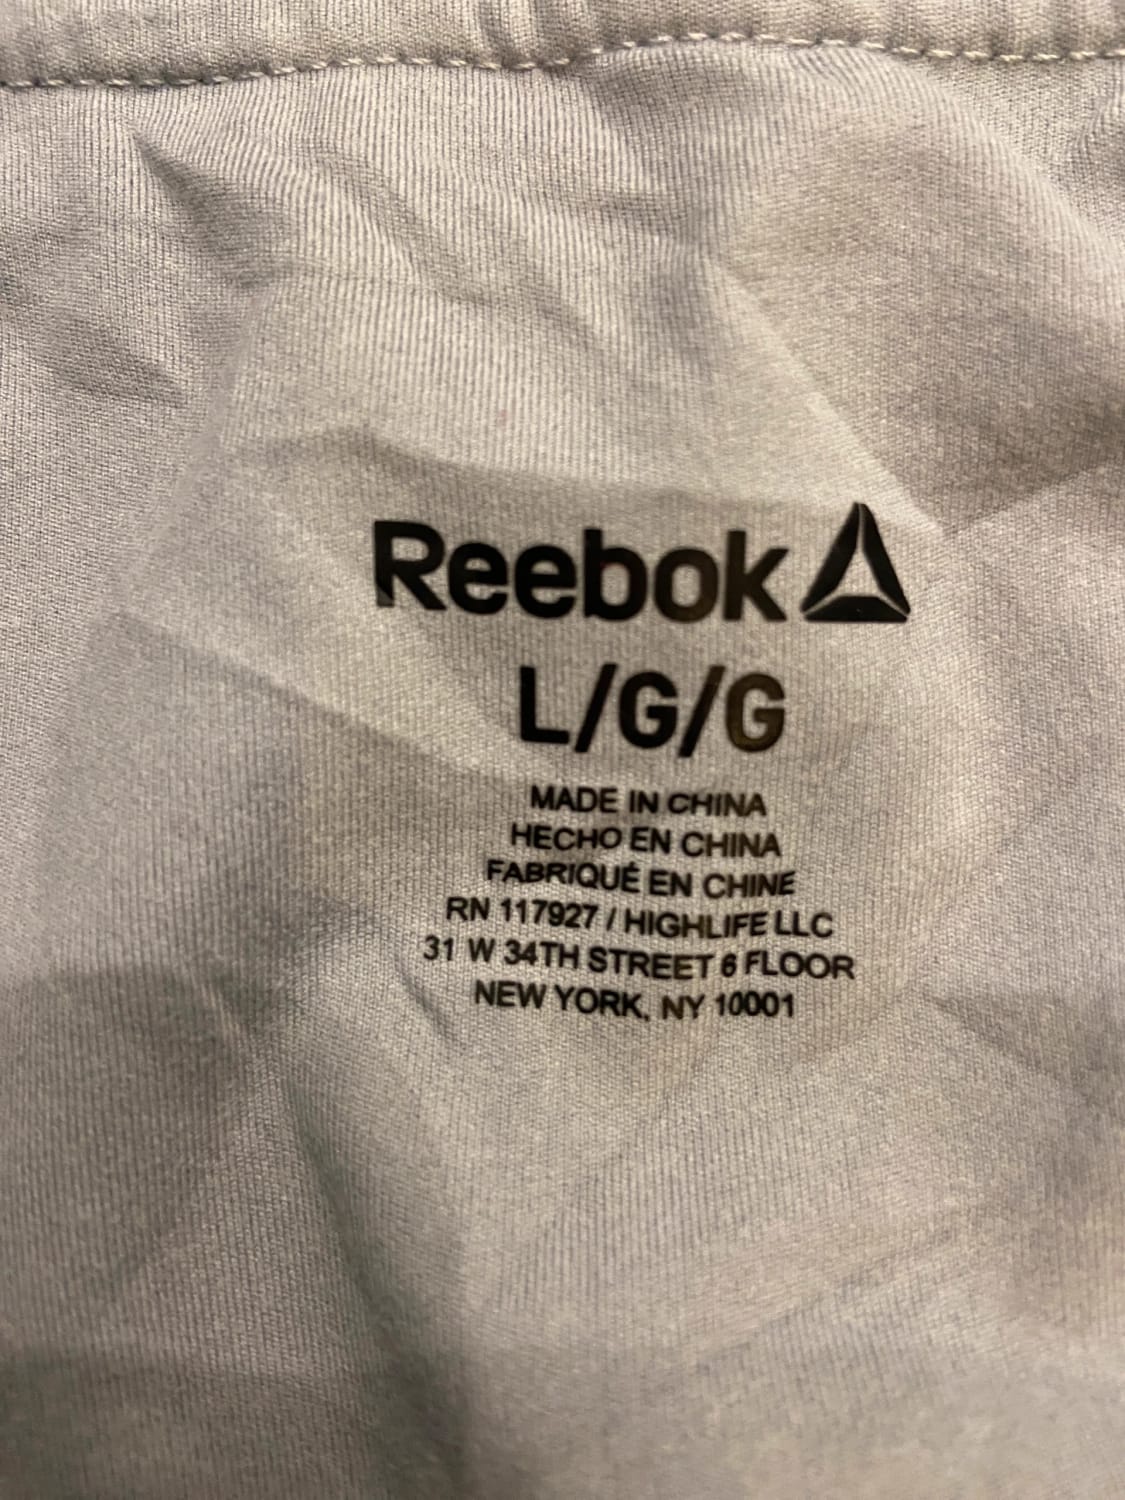 Reebok
L/G/G
MADE IN CHINA
HECHO EN CHINA
FABRIQUÉ EN CHINE
RN 117927 / HIGHLIFE LLC
31 W 34TH STREET 6 FLOOR
NEW YORK, NY 10001